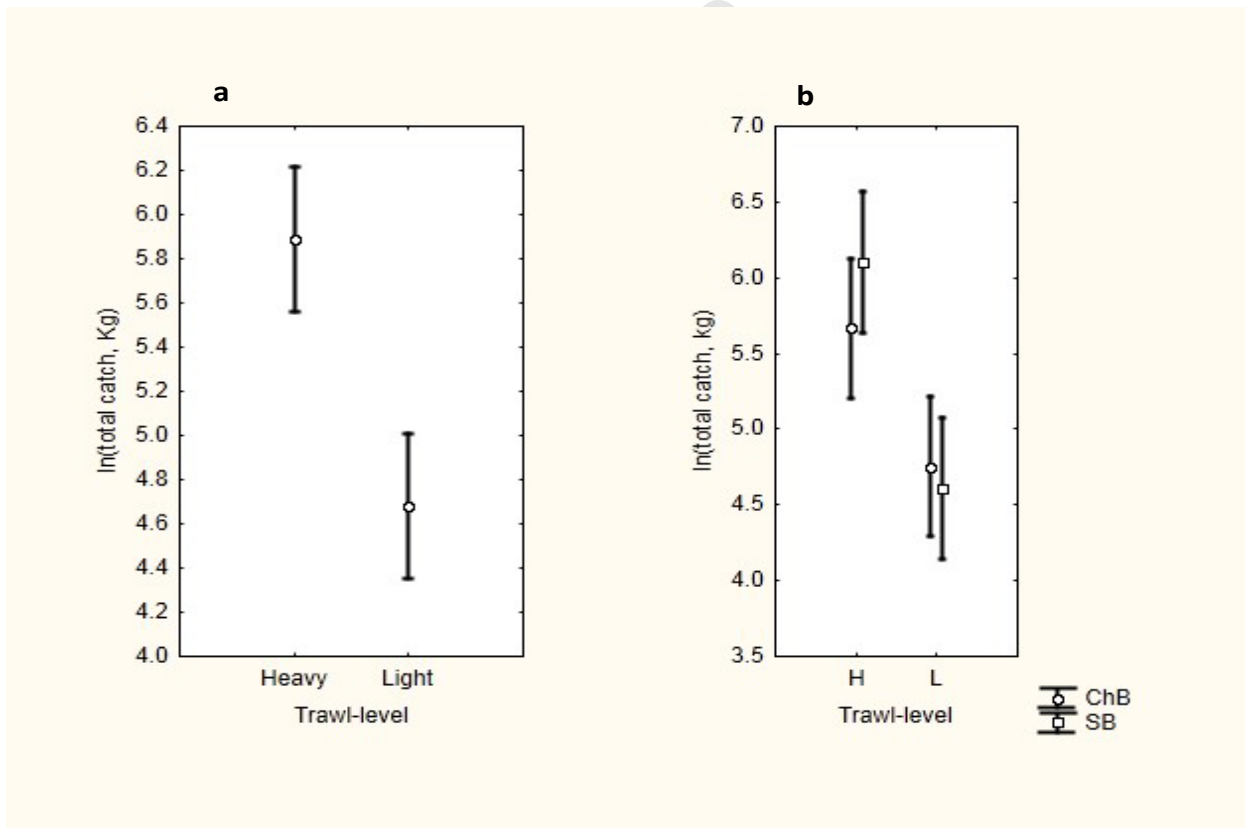 a
6.4
6.2
6.0
5.8
5.6
5.4
5.2
5.0
4.8
4.6
4.4
4.2
4.0
ln(total catch, Kg)
Heavy Light
Trawl-level
b
7.0
6.5
6.0
5.5
5.0
4.5
4.0
3.5
ln(total catch, kg)
H L
Trawl-level
ChB
SB